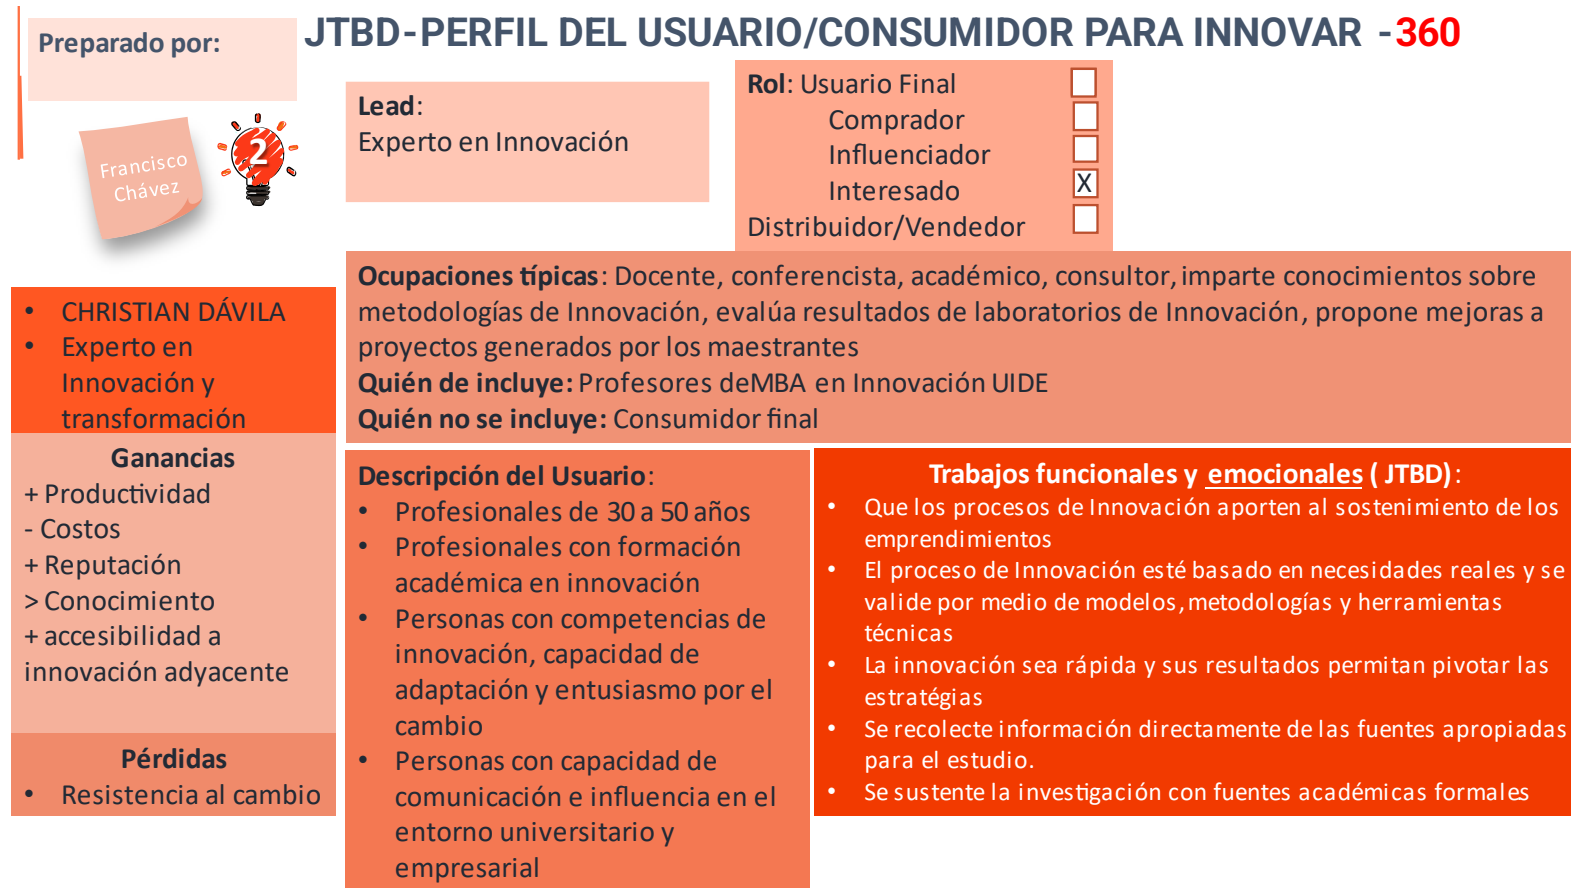 Preparado por:
JTBD-PERFIL DEL USUARIO/CONSUMIDOR PARA INNOVAR -360
Francisco
Chávez
2
Lead:
Experto en Innovación
Rol: Usuario Final
Comprador
Influenciador
Interesado X
Distribuidor/Vendedor
• CHRISTIAN DÁVILA
• Experto en
Innovación y
transformación
Ocupaciones típicas: Docente, conferencista, académico, consultor, imparte conocimientos sobre
metodologías de Innovación, evalúa resultados de laboratorios de Innovación, propone mejoras a
proyectos generados por los maestrantes
Quién de incluye: Profesores deMBA en Innovación UIDE
Quién no se incluye: Consumidor final
Ganancias
+ Productividad
- Costos
+ Reputación
> Conocimiento
+ accesibilidad a
innovación adyacente
Pérdidas
• Resistencia al cambio
Descripción del Usuario:
• Profesionales de 30 a 50 años
• Profesionales con formación
académica en innovación
• Personas con competencias de
innovación, capacidad de
adaptación y entusiasmo por el
cambio
• Personas con capacidad de
comunicación e influencia en el
entorno universitario y
empresarial
Trabajos funcionales y emocionales ( JTBD):
• Que los procesos de Innovación aporten al sostenimiento de los
emprendimientos
• El proceso de Innovación esté basado en necesidades reales y se
valide por medio de modelos, metodologías y herramientas
técnicas
• La innovación sea rápida y sus resultados permitan pivotar las
estratégias
• Se recolecte información directamente de las fuentes apropiadas
para el estudio.
• Se sustente la investigación con fuentes académicas formales